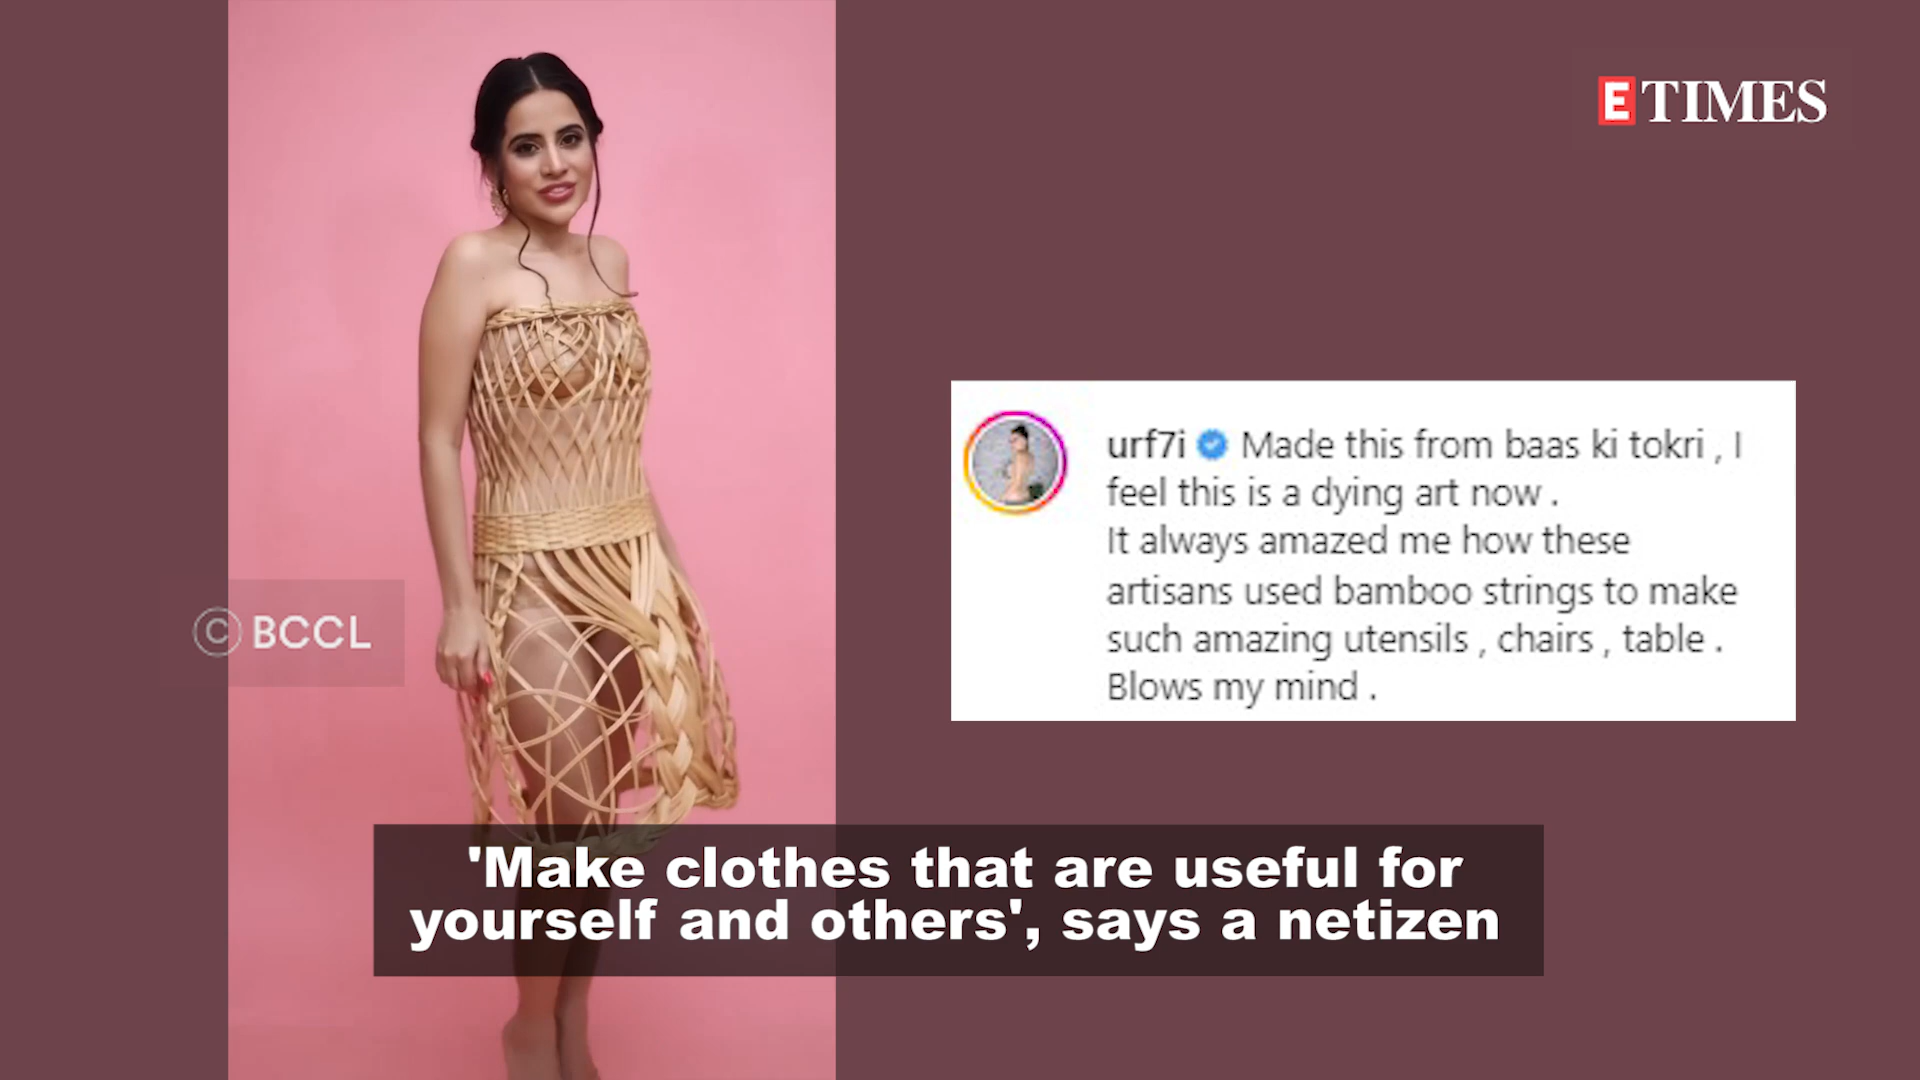 E TIMES
urf7i Made this from baas ki tokri , I
feel this is a dying art now .
It always amazed me how these
artisans used bamboo strings to make
such amazing utensils , chairs , table .
Blows my mind .
© BCCL
'Make clothes that are useful for
yourself and others', says a netizen